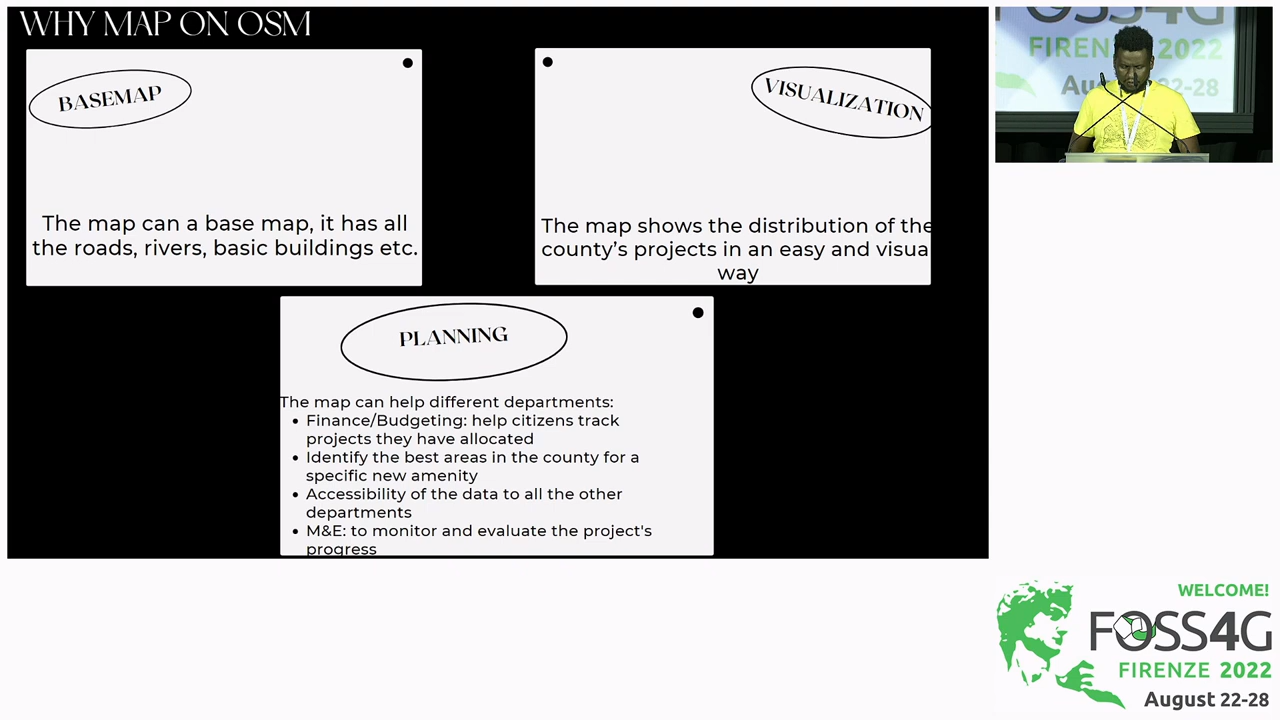 WHY MAP ON OSM
BASEMAP
The map can a base map, it has all
the roads, rivers, basic buildings etc.
VISUALIZATION
The map shows the distribution of the
county's projects in an easy and visua
way
PLANNING
The map can help different departments:
• Finance/Budgeting: help citizens track
projects they have allocated
• Identify the best areas in the county for a
specific new amenity
• Accessibility of the data to all the other
departments
• M&E: to monitor and evaluate the project's
progress
FOSS4G
FIRENZE 2022
August 22-28
WELCOME!
FOSS4G
FIRENZE 2022
August 22-28